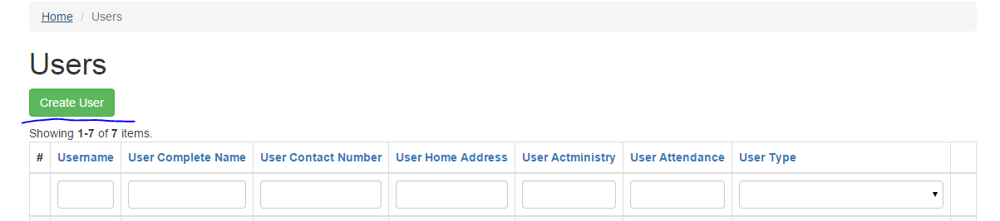 Home / Users
Users
Create User
Showing 1-7 of 7 items.
# Username User Complete Name User Contact Number User Home Address User Actministry User Attendance User Type